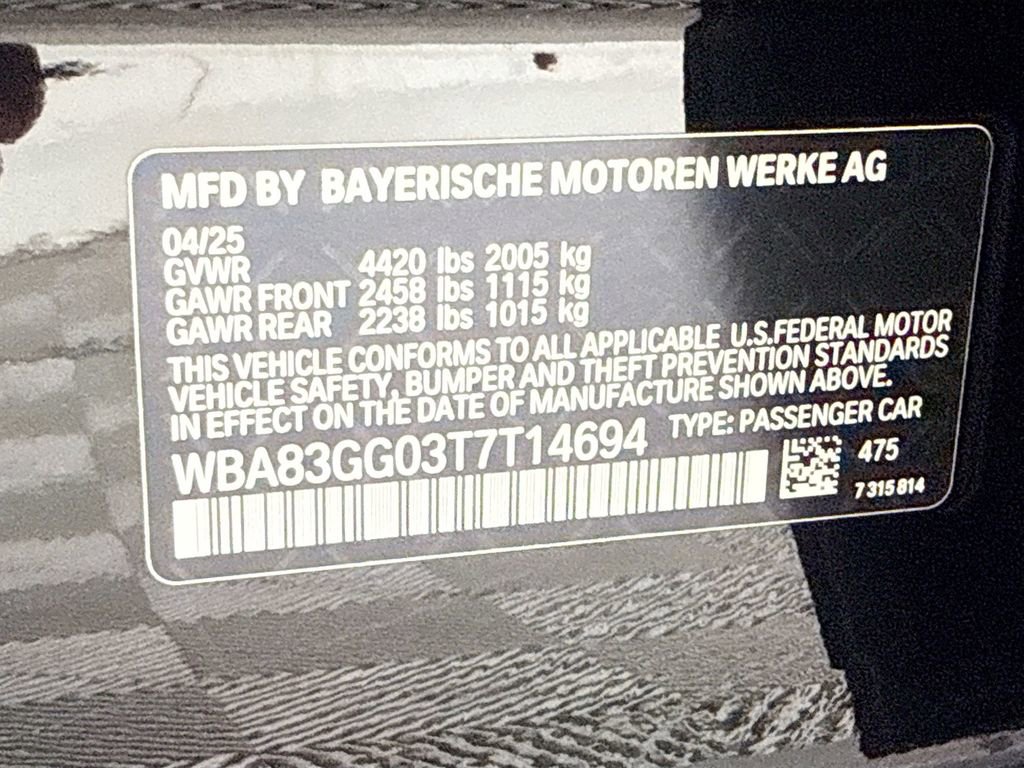 MFD BY BAYERISCHE MOTOREN WERKE AG
04/25
GVWR 4420 lbs 2005 kg
GAWR FRONT 2458 lbs 1115 kg
GAWR REAR 2238 lbs 1015 kg
THIS VEHICLE CONFORMS TO ALL APPLICABLE U.S.FEDERAL MOTOR
VEHICLE SAFETY, BUMPER AND THEFT PREVENTION STANDARDS
IN EFFECT ON THE DATE OF MANUFACTURE SHOWN ABOVE.
WBA83GG03T7T14694 TYPE: PASSENGER CAR
475
7 315 814